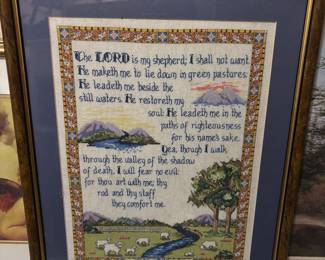 The LORD is my shepherd; I shall not want.
He maketh me to lie down in green pastures:
He leadeth me beside the
still waters. He restoreth my
soul: He leadeth me in the
paths of righteousness
for his name's sake.
Yea, though I walk
through the valley of the shadow
of death, I will fear no evil:
for thou art with me; thy
rod and thy staff
they comfort me.